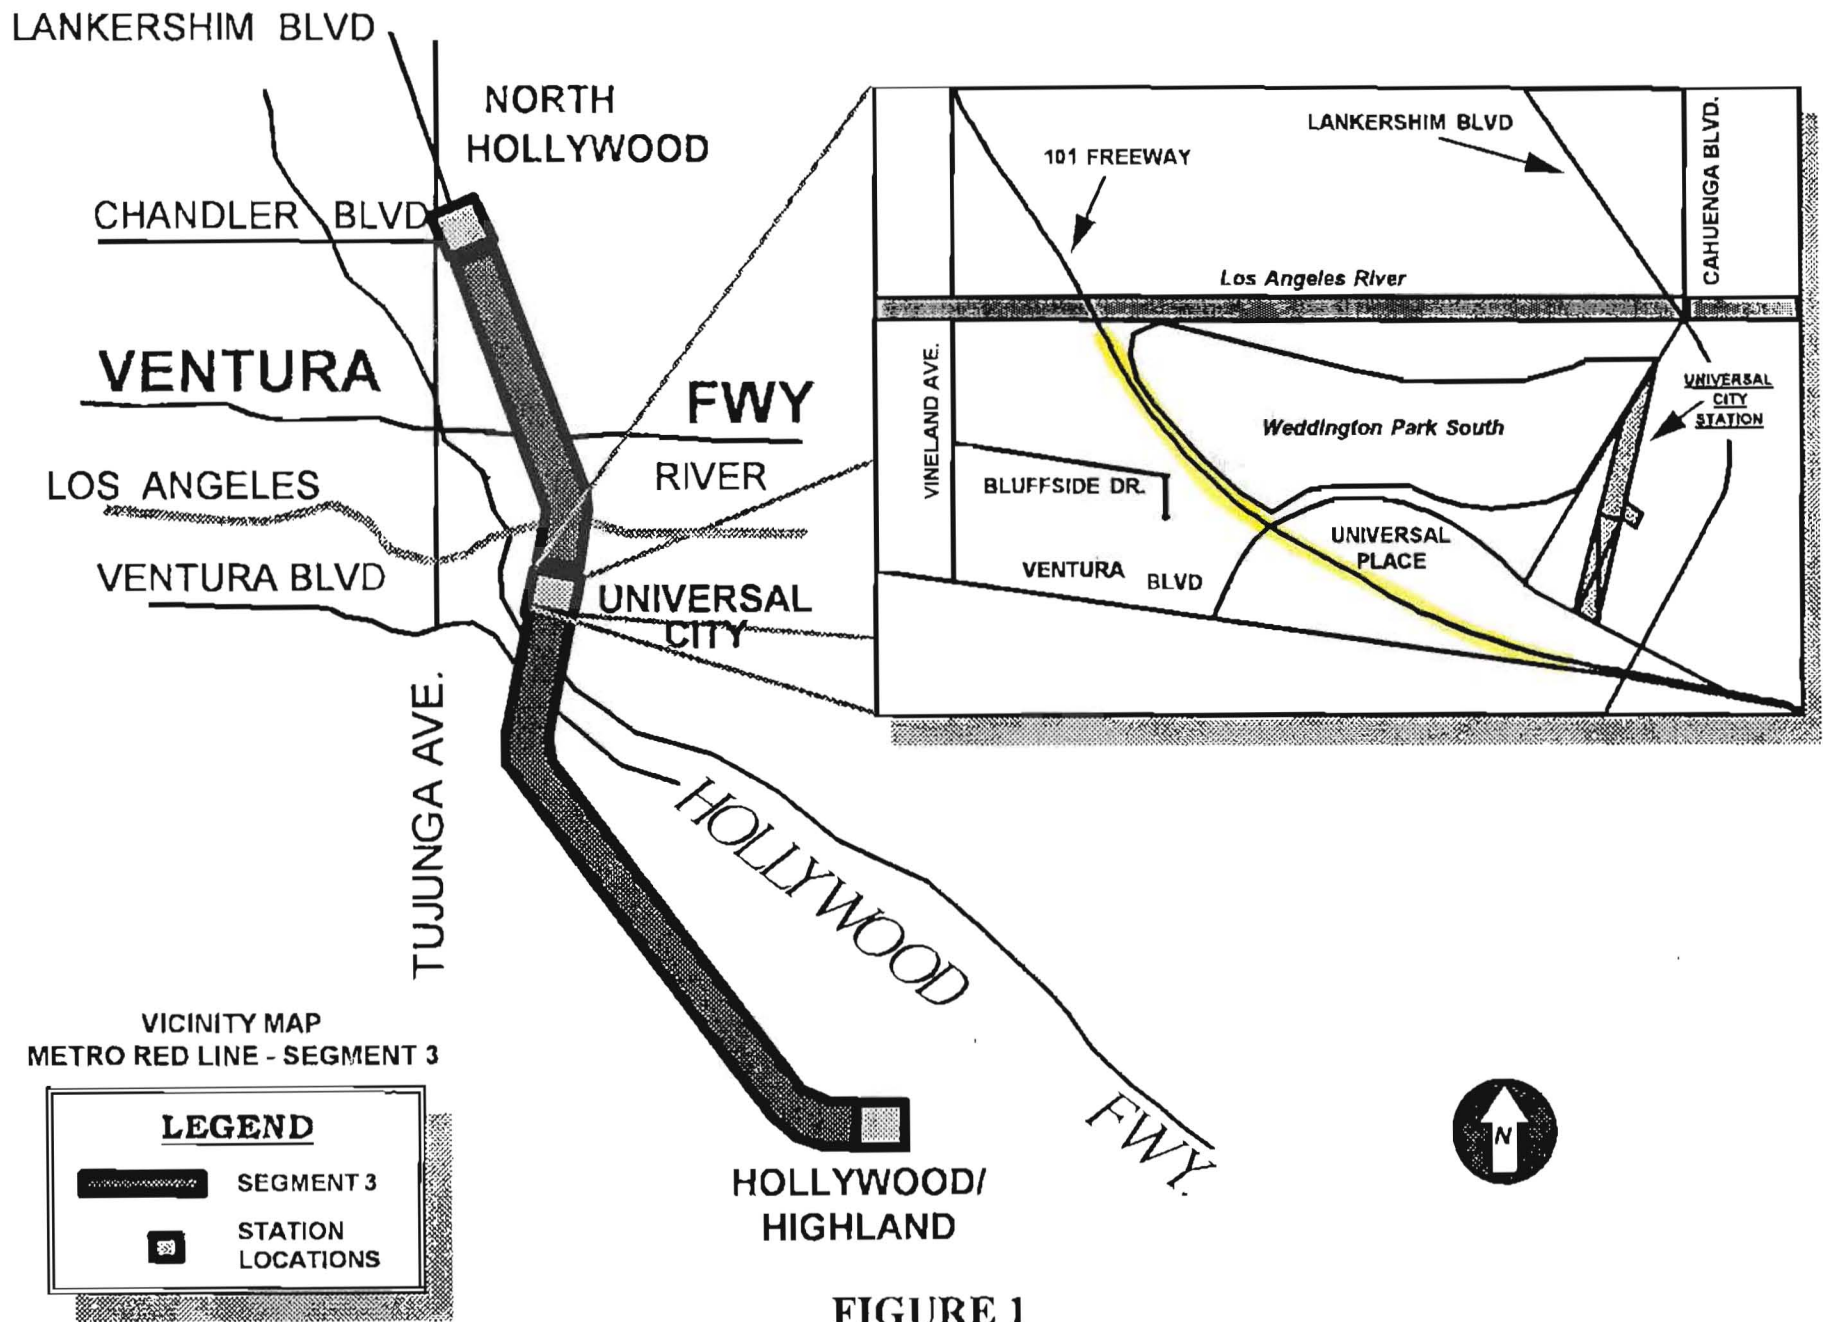 LANKERSHIM BLVD
NORTH
HOLLYWOOD
CHANDLER BLVD
VENTURA
FWY
LOS ANGELES
RIVER
VENTURA BLVD
UNIVERSAL
CITY
TUJUNGA AVE.
HOLLYWOOD
FWY.
HOLLYWOOD/
HIGHLAND
LANKERSHIM BLVD
101 FREEWAY
CAHUENGA BLVD.
Los Angeles River
VINELAND AVE.
UNIVERSAL
CITY
STATION
Weddington Park South
BLUFFSIDE DR.
UNIVERSAL
PLACE
VENTURA BLVD
VICINITY MAP
METRO RED LINE - SEGMENT 3
LEGEND
SEGMENT 3
STATION
LOCATIONS
N
FIGURE 1